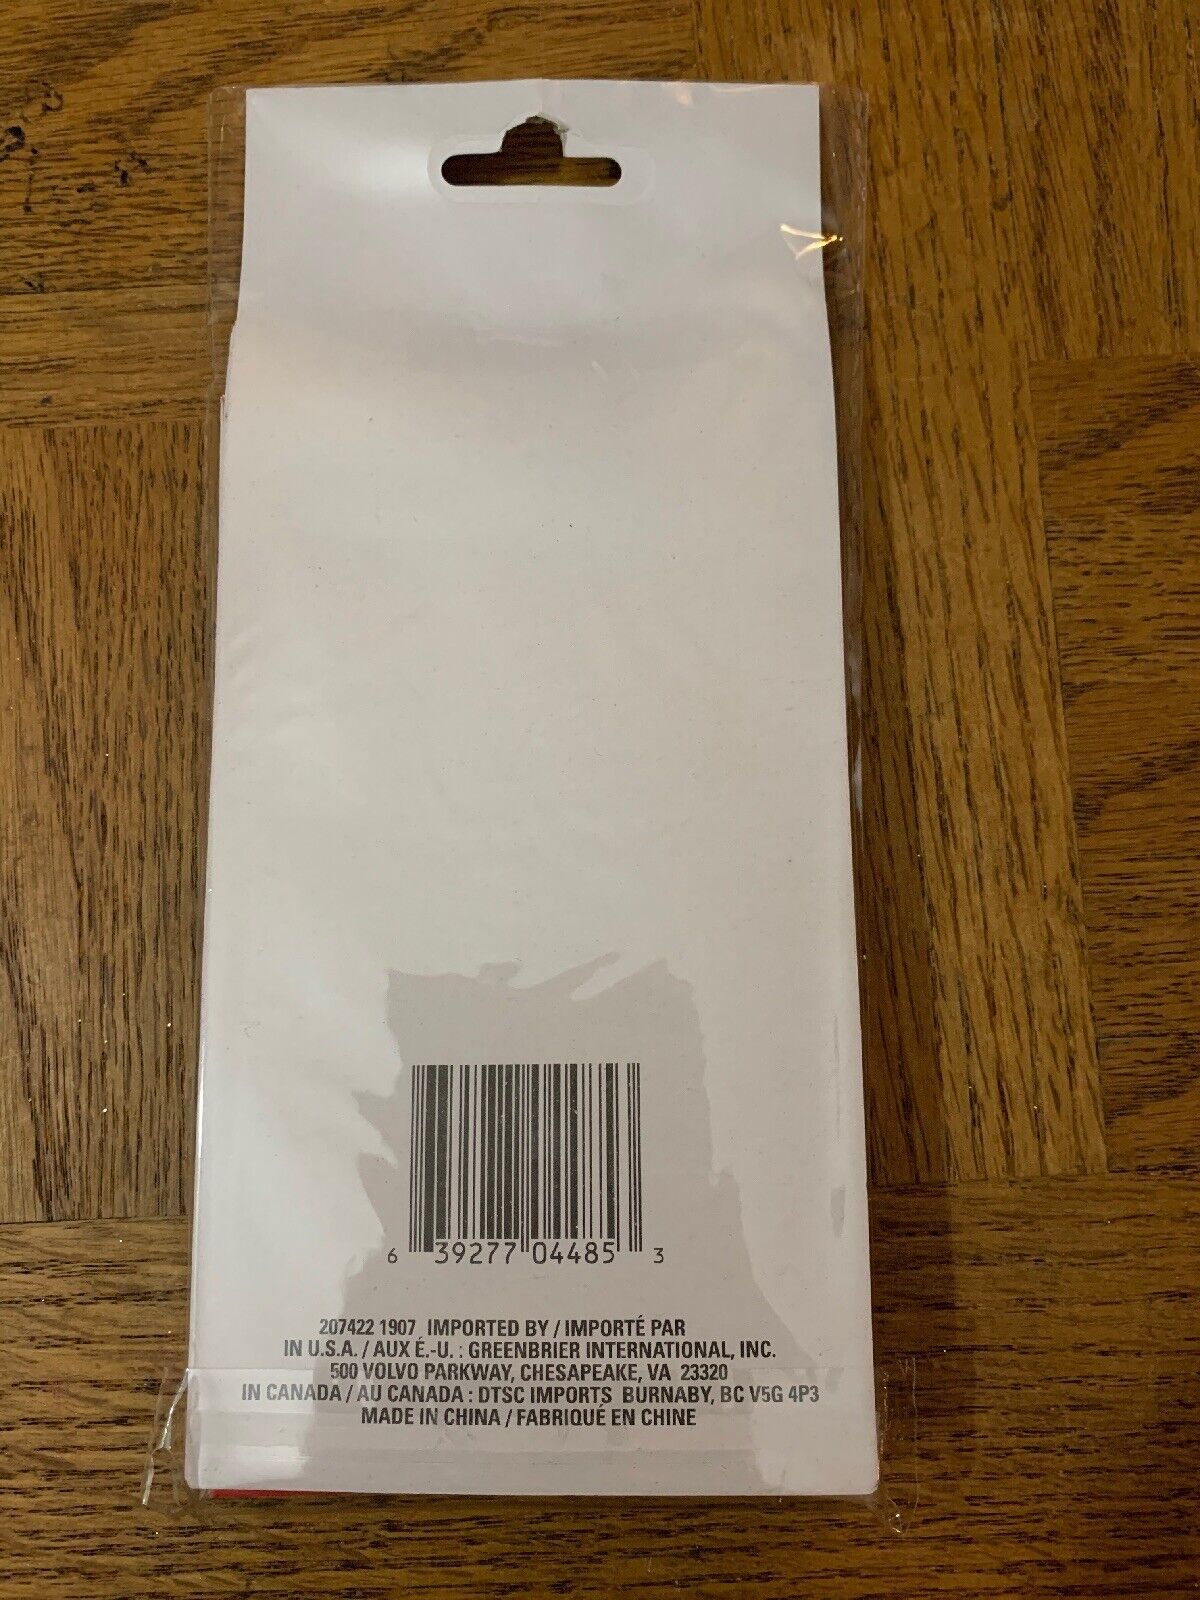 6 39277 04485 3
207422 1907 IMPORTED BY / IMPORTÉ PAR
IN U.S.A. / AUX É.-U. : GREENBRIER INTERNATIONAL, INC.
500 VOLVO PARKWAY, CHESAPEAKE, VA 23320
IN CANADA / AU CANADA : DTSC IMPORTS BURNABY, BC V5G 4P3
MADE IN CHINA / FABRIQUÉ EN CHINE